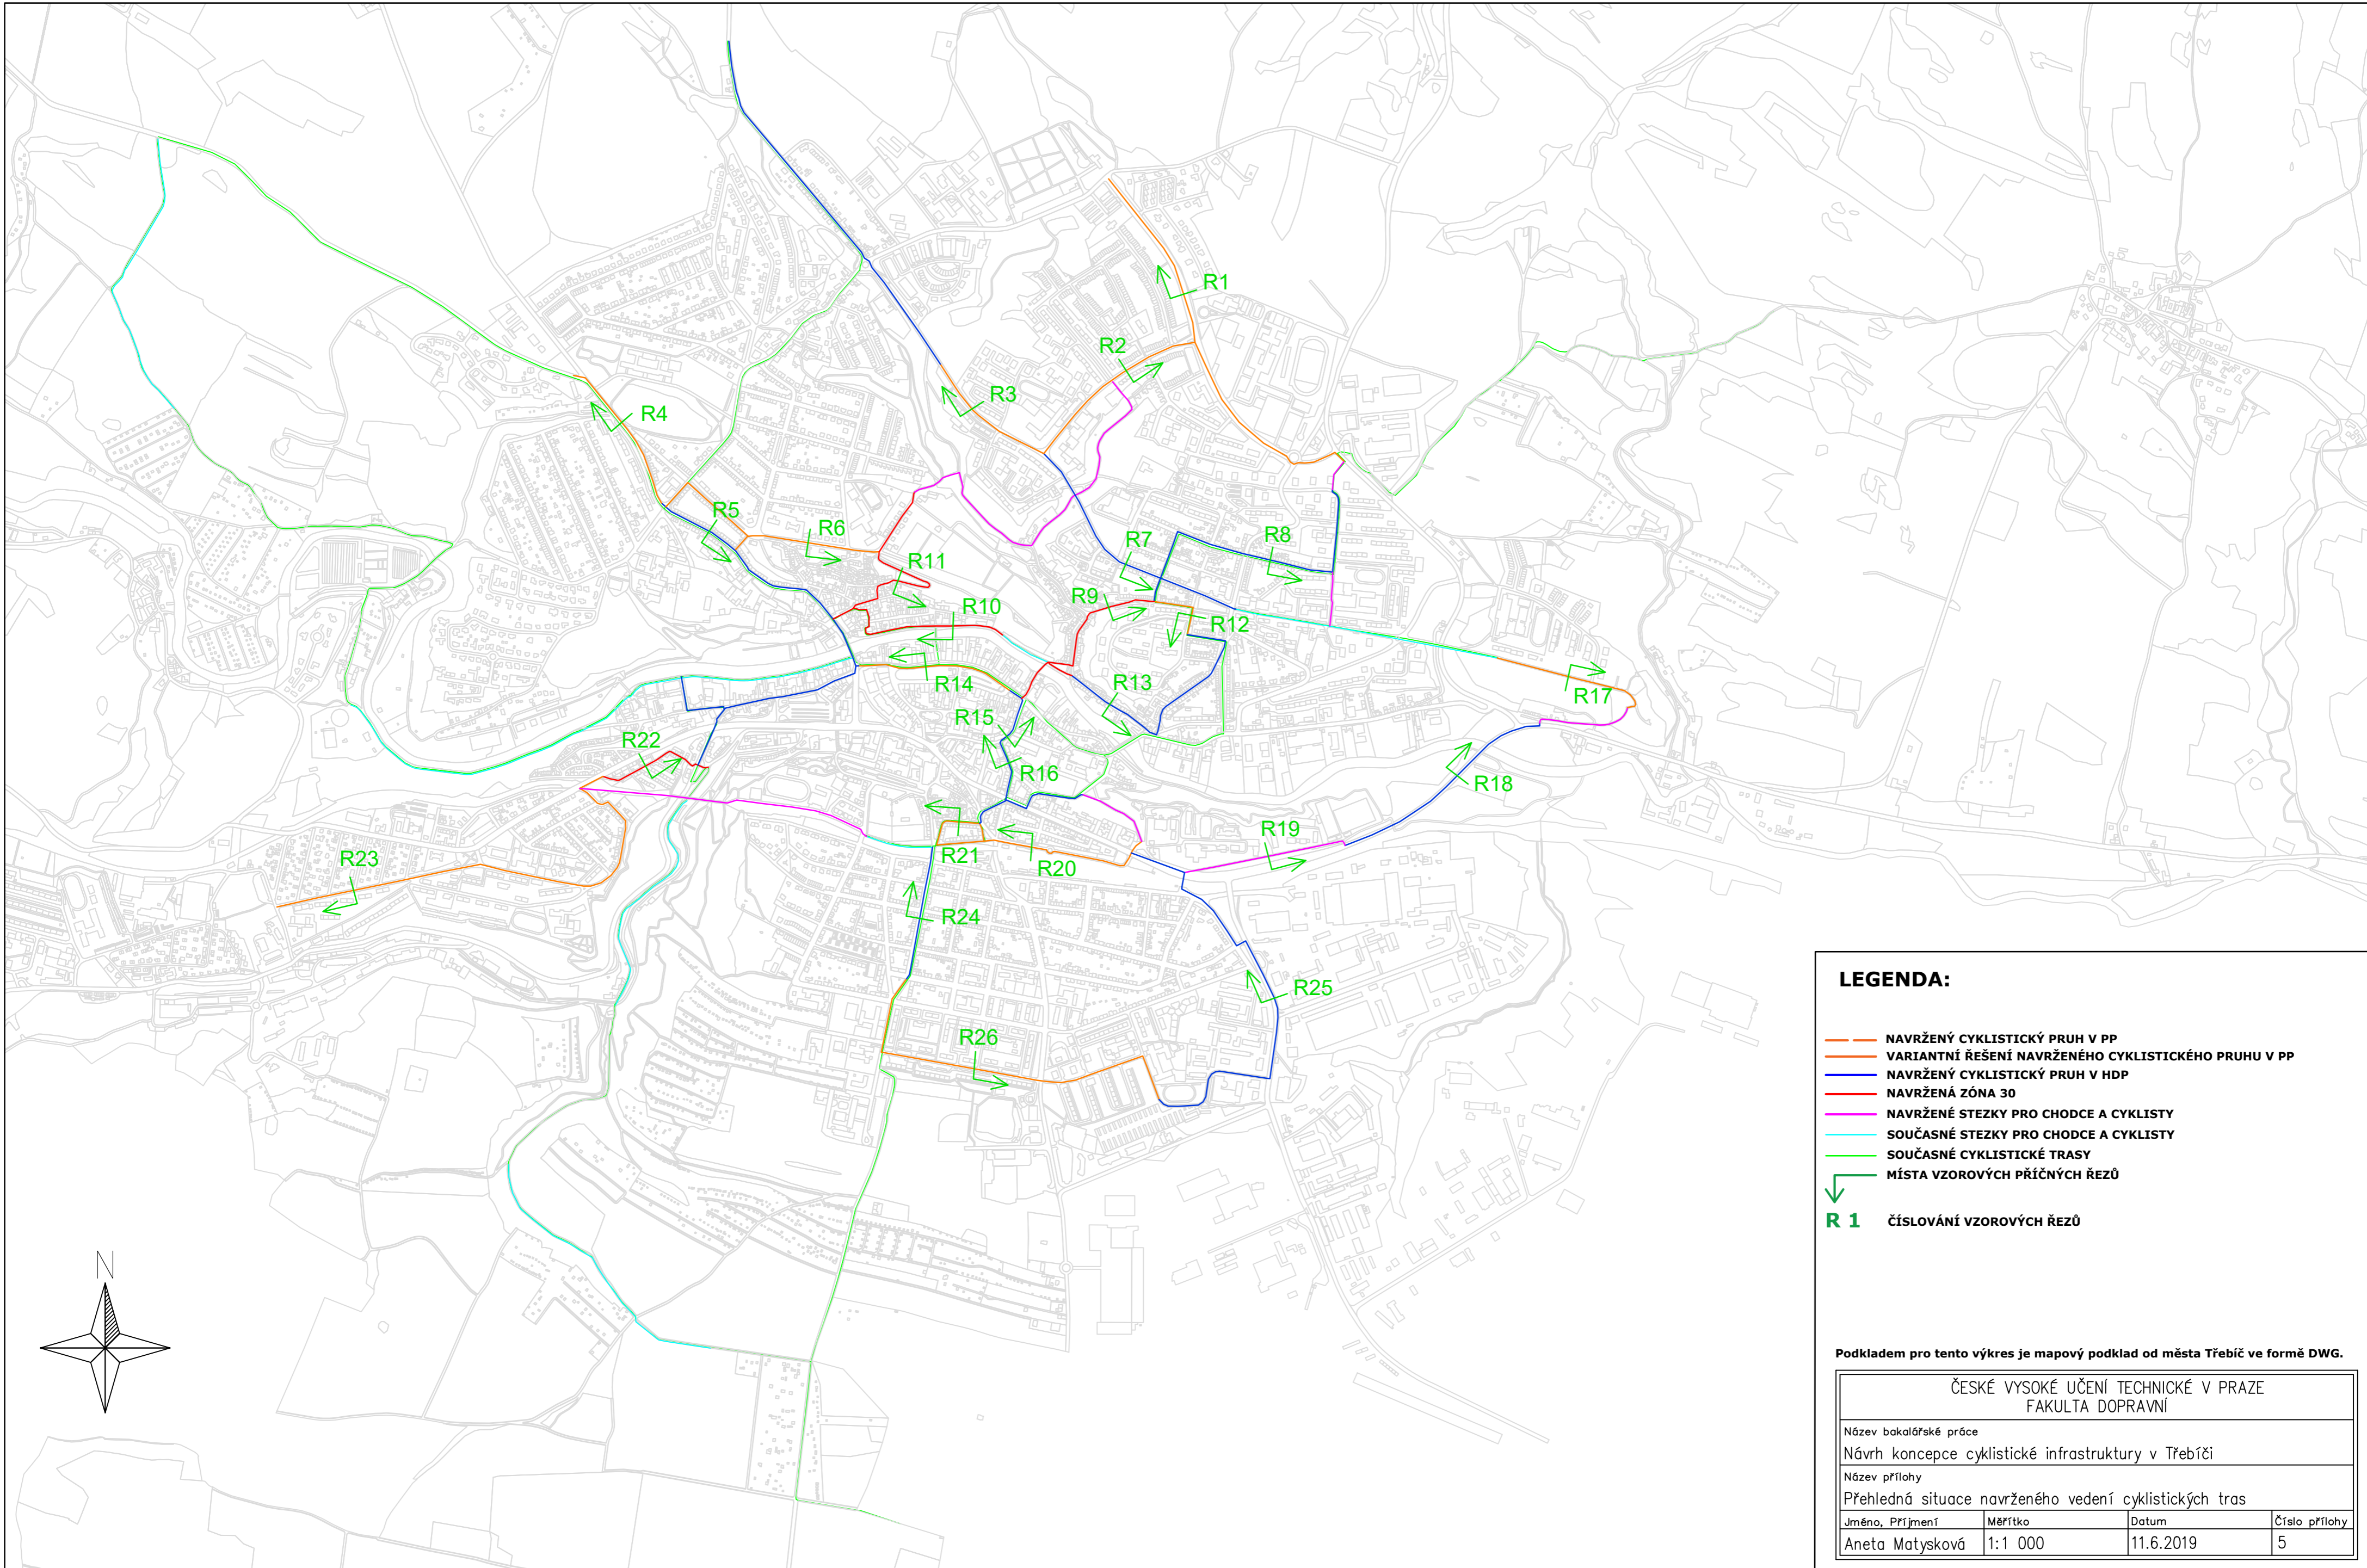 R1
R2
R3
R4
R5
R6
R7
R8
R11
R9
R10
R12
R14
R13
R17
R15
R22
R16
R18
R19
R23
R21
R20
R24
R25
R26
N
LEGENDA:
NAVRŽENÝ CYKLISTICKÝ PRUH V PP
VARIANTNÍ ŘEŠENÍ NAVRŽENÉHO CYKLISTICKÉHO PRUHU V PP
NAVRŽENÝ CYKLISTICKÝ PRUH V HDP
NAVRŽENÁ ZÓNA 30
NAVRŽENÉ STEZKY PRO CHODCE A CYKLISTY
SOUČASNÉ STEZKY PRO CHODCE A CYKLISTY
SOUČASNÉ CYKLISTICKÉ TRASY
MÍSTA VZOROVÝCH PŘÍČNÝCH ŘEZŮ
R 1 ČÍSLOVÁNÍ VZOROVÝCH ŘEZŮ
Podkladem pro tento výkres je mapový podklad od města Třebíč ve formě DWG.
ČESKÉ VYSOKÉ UČENÍ TECHNICKÉ V PRAZE
FAKULTA DOPRAVNÍ
Název bakalářské práce
Návrh koncepce cyklistické infrastruktury v Třebíči
Název přílohy
Přehledná situace navrženého vedení cyklistických tras
Jméno, Příjmení Měřítko Datum Číslo přílohy
Aneta Matysková 1:1 000 11.6.2019 5